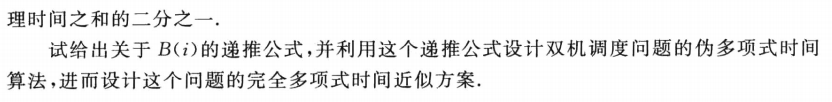 理时间之和的二分之一.
试给出关于 B(i)的递推公式,并利用这个递推公式设计双机调度问题的伪多项式时间
算法,进而设计这个问题的完全多项式时间近似方案.